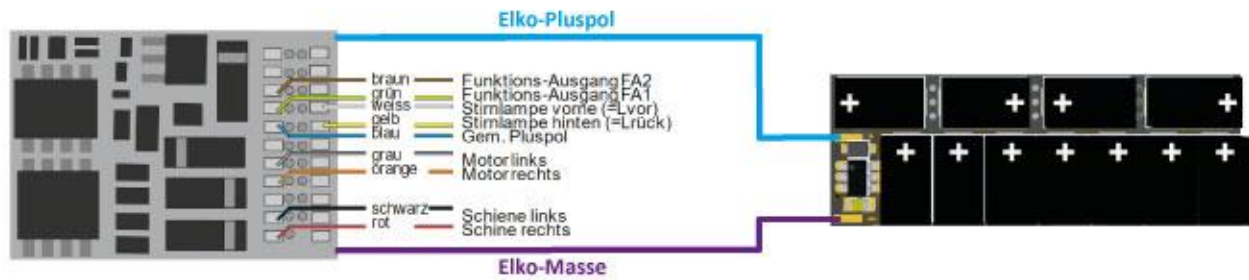 Elko-Pluspol
braun Funktions-Ausgang FA2
grün Funktions-Ausgang FA1
weiss Stirnlampe vorne (=Lvor)
gelb Stirnlampe hinten (=Lrück)
blau Gem. Pluspol
grau Motor links
orange Motor rechts
schwarz Schiene links
rot Schine rechts
Elko-Masse
+ + + +
+ + + + + + +